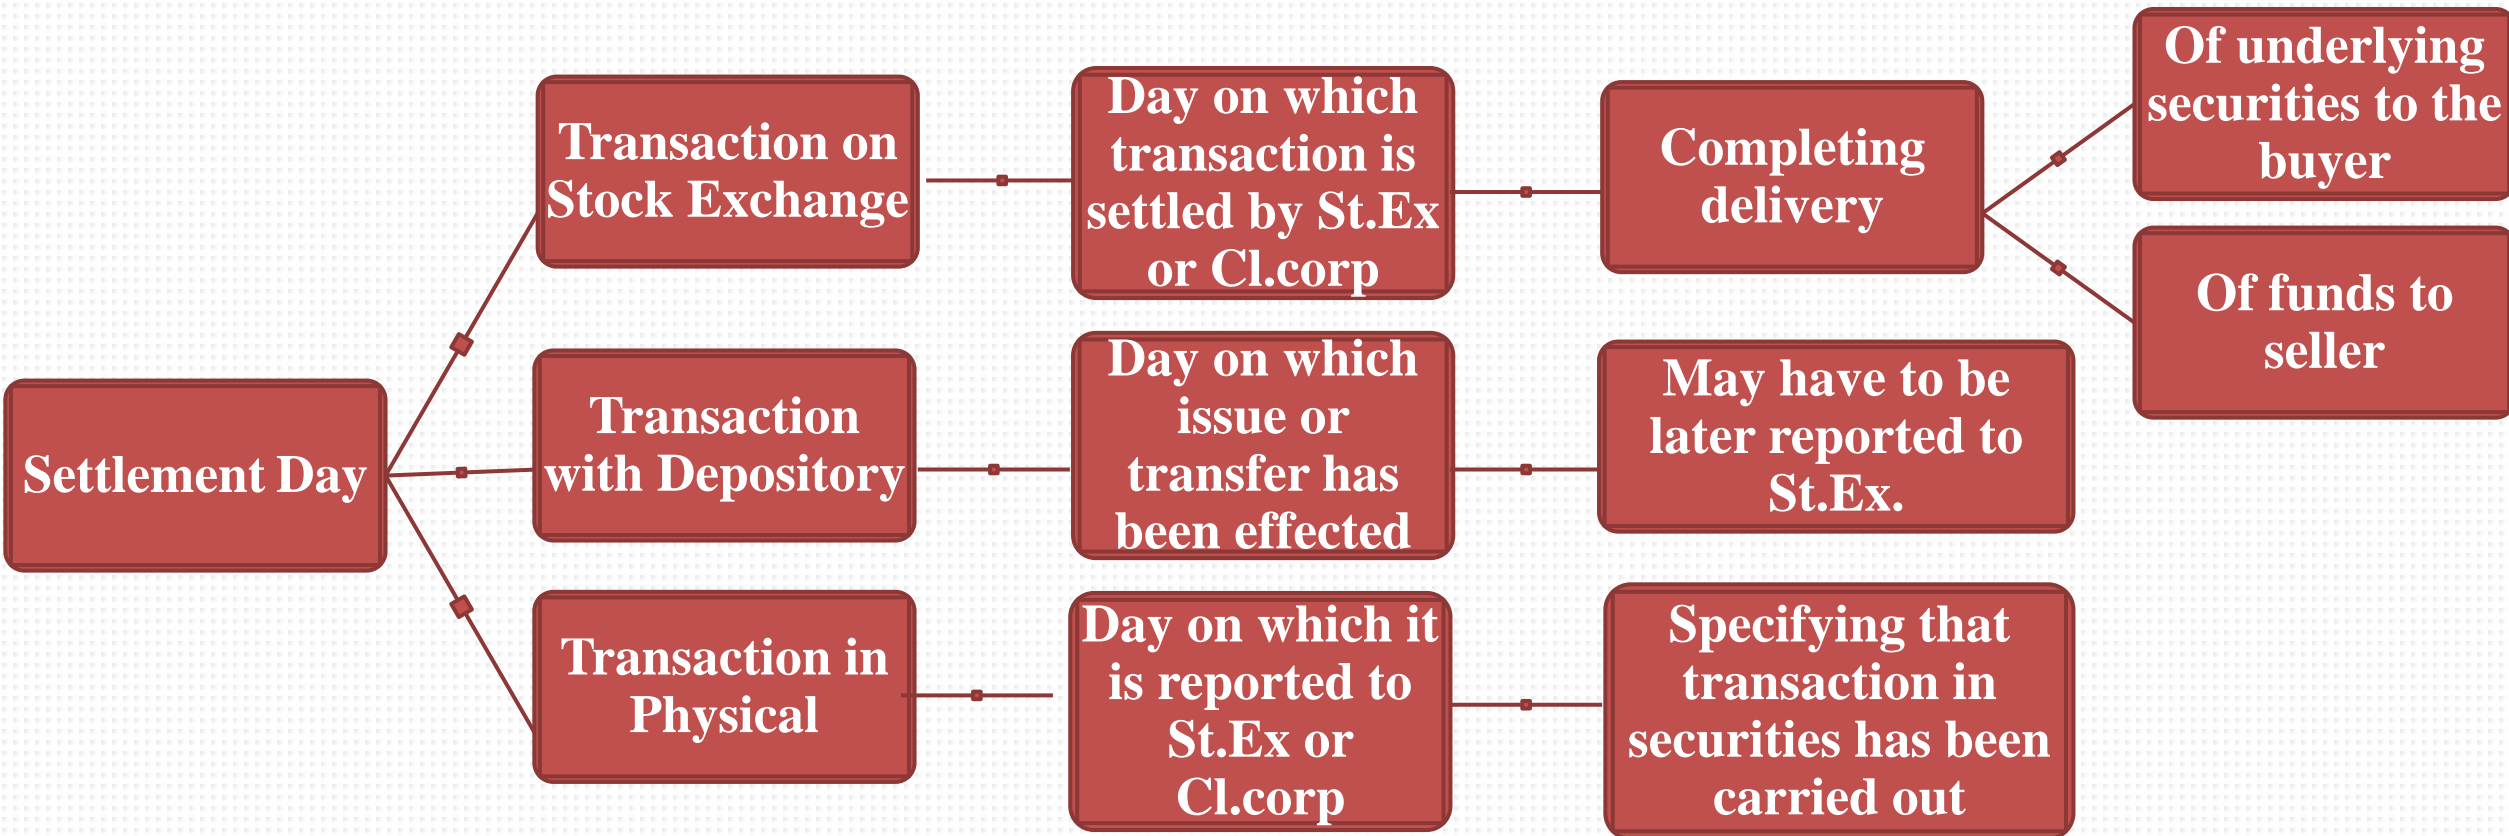 Settlement Day
Transaction on
Stock Exchange
Day on which
transaction is
settled by St.Ex
or Cl.corp
Completing
delivery
Of underlying
securities to the
buyer
Of funds to
seller
Transaction
with Depository
Day on which
issue or
transfer has
been effected
May have to be
later reported to
St.Ex.
Transaction in
Physical
Day on which it
is reported to
St.Ex or
Cl.corp
Specifying that
transaction in
securities has been
carried out